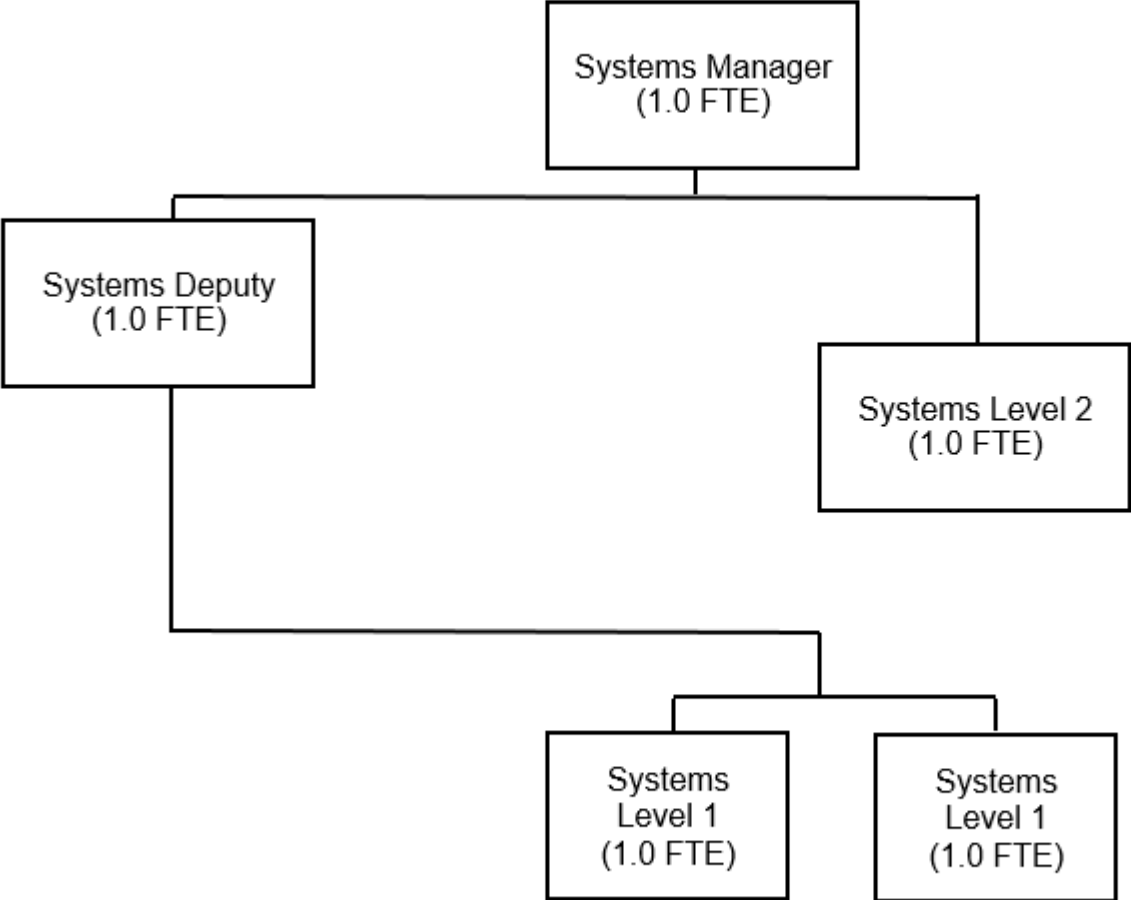 Systems Manager
(1.0 FTE)
Systems Deputy
(1.0 FTE)
Systems Level 2
(1.0 FTE)
Systems
Level 1
(1.0 FTE)
Systems
Level 1
(1.0 FTE)